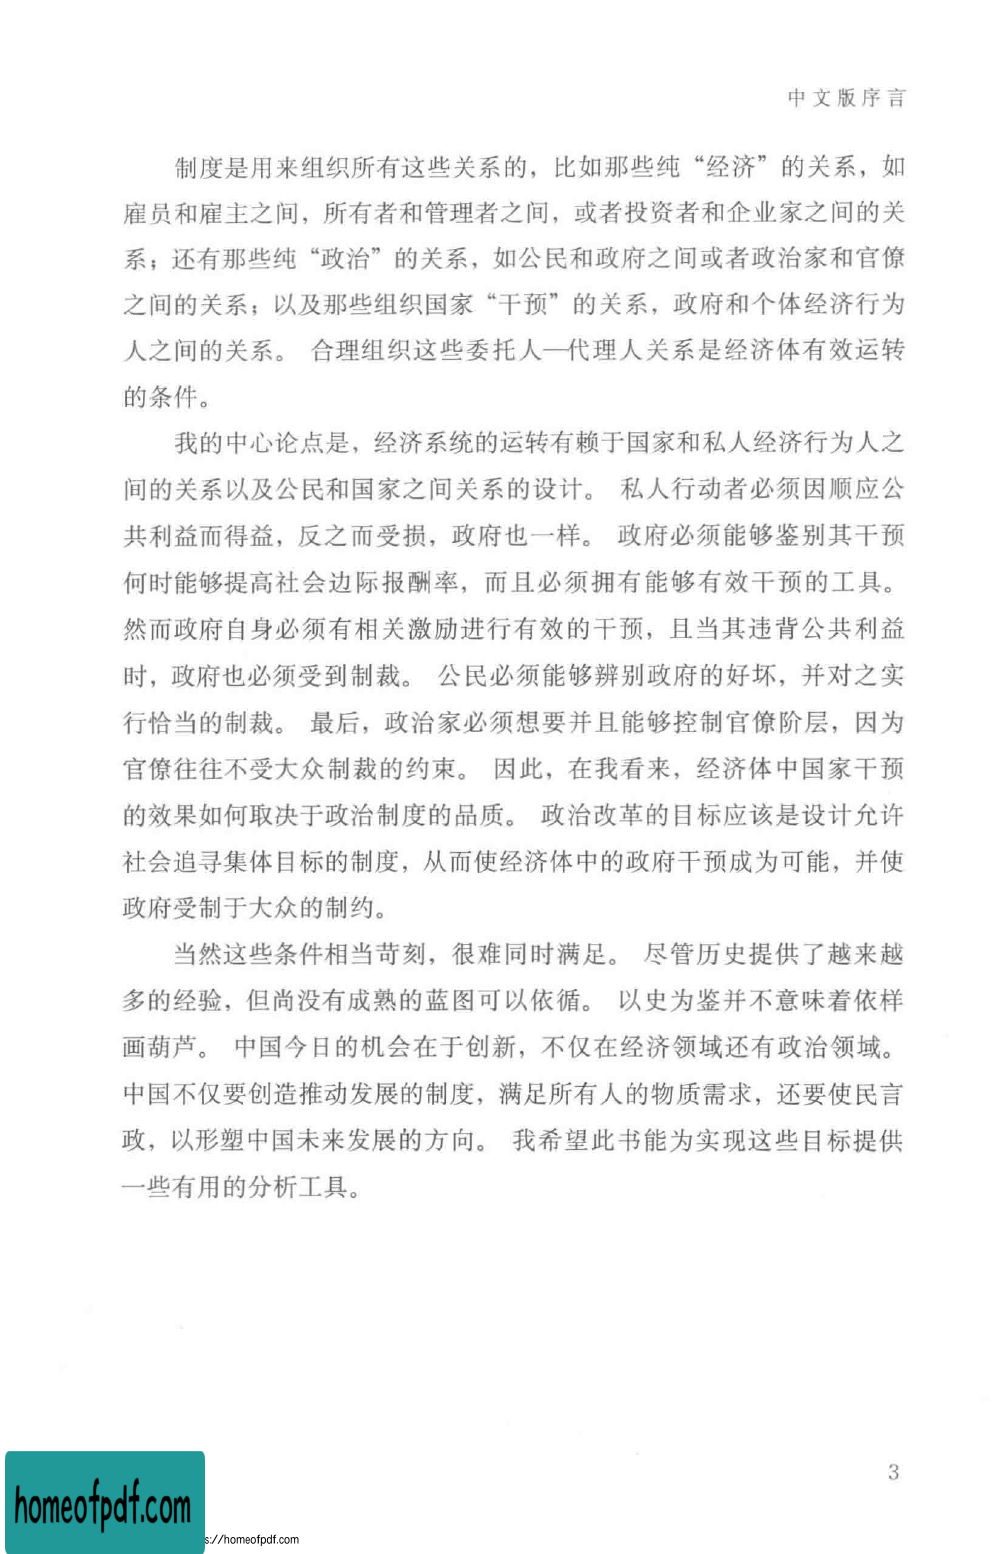 中文版序言
制度是用来组织所有这些关系的，比如那些纯“经济”的关系，如
雇员和雇主之间，所有者和管理者之间，或者投资者和企业家之间的关
系；还有那些纯“政治”的关系，如公民和政府之间或者政治家和官僚
之间的关系；以及那些组织国家“干预”的关系，政府和个体经济行为
人之间的关系。 合理组织这些委托人—代理人关系是经济体有效运转
的条件。
我的中心论点是，经济系统的运转有赖于国家和私人经济行为人之
间的关系以及公民和国家之间关系的设计。 私人行动者必须因顺应公
共利益而得益，反之而受损，政府也一样。 政府必须能够鉴别其干预
何时能够提高社会边际报酬率，而且必须拥有能够有效干预的工具。
然而政府自身必须有相关激励进行有效的干预，且当其违背公共利益
时，政府也必须受到制裁。 公民必须能够辨别政府的好坏，并对之实
行恰当的制裁。 最后，政治家必须想要并且能够控制官僚阶层，因为
官僚往往不受大众制裁的约束。 因此，在我看来，经济体中国家干预
的效果如何取决于政治制度的品质。 政治改革的目标应该是设计允许
社会追寻集体目标的制度，从而使经济体中的政府干预成为可能，并使
政府受制于大众的制约。
当然这些条件相当苛刻，很难同时满足。 尽管历史提供了越来越
多的经验，但尚没有成熟的蓝图可以依循。 以史为鉴并不意味着依样
画葫芦。 中国今日的机会在于创新，不仅在经济领域还有政治领域。
中国不仅要创造推动发展的制度，满足所有人的物质需求，还要使民言
政，以形塑中国未来发展的方向。 我希望此书能为实现这些目标提供
一些有用的分析工具。
3
homeofpdf.com
s://homeofpdf.com